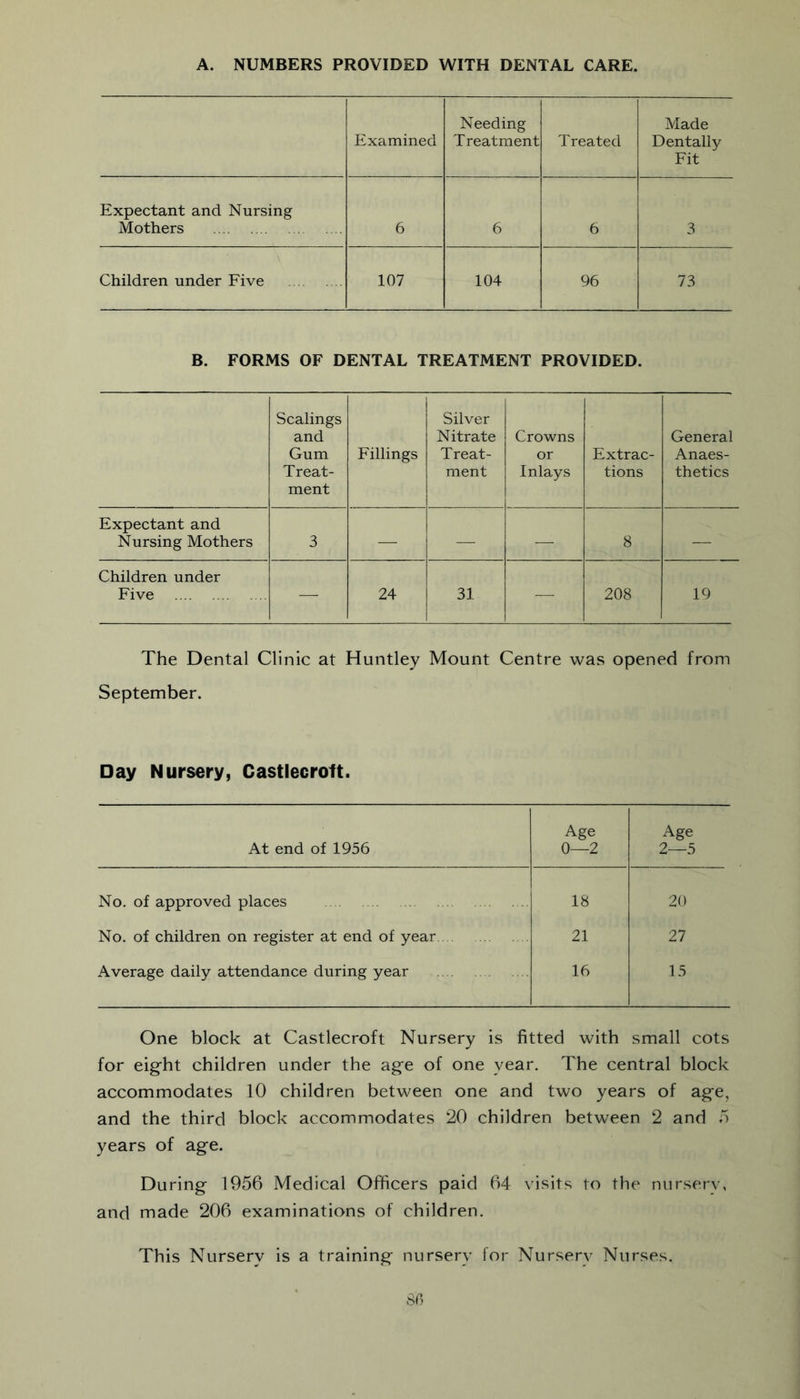 A. NUMBERS PROVIDED WITH DENTAL CARE.
Examined | Needing Treatment | Treated | Made Dentally Fit
Expectant and Nursing
Mothers .... .... .... .... | 6 | 6 | 6 | 3
Children under Five .... .... | 107 | 104 | 96 | 73
B. FORMS OF DENTAL TREATMENT PROVIDED.
Scalings and Gum Treat-ment | Fillings | Silver Nitrate Treat-ment | Crowns or Inlays | Extrac-tions | General Anaes-thetics
Expectant and
Nursing Mothers | 3 | — | — | — | 8 | —
Children under
Five .... .... .... | — | 24 | 31 | — | 208 | 19
The Dental Clinic at Huntley Mount Centre was opened from
September.
Day Nursery, Castlecroft.
At end of 1956 | Age 0—2 | Age 2—5
No. of approved places .... .... .... .... .... .... | 18 | 20
No. of children on register at end of year .... .... .... | 21 | 27
Average daily attendance during year .... .... .... | 16 | 15
One block at Castlecroft Nursery is fitted with small cots
for eight children under the age of one year. The central block
accommodates 10 children between one and two years of age,
and the third block accommodates 20 children between 2 and 5
years of age.
During 1956 Medical Officers paid 64 visits to the nursery,
and made 206 examinations of children.
This Nursery is a training nursery for Nursery Nurses.
86